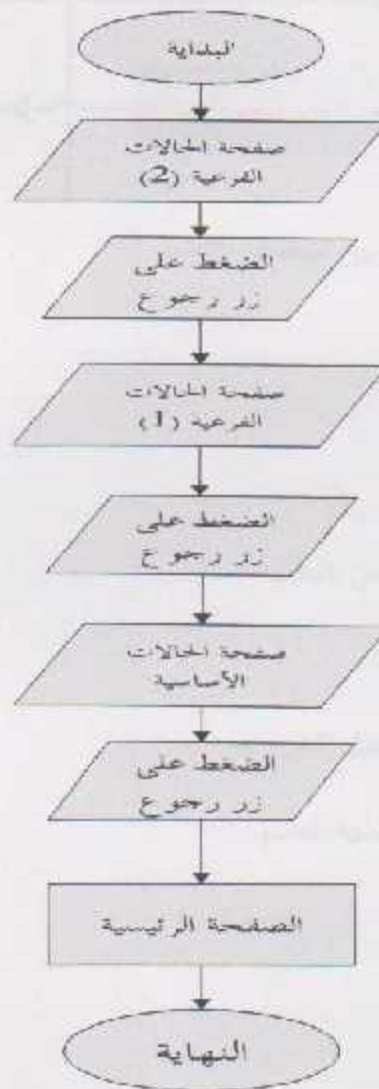 البداية
صفحة الحالات
الفرعية (2)
الضغط على
زر رجوع
صفحة الحالات
الفرعية (1)
الضغط على
زر رجوع
صفحة الحالات
الأساسية
الضغط على
زر رجوع
الصفحة الرئيسية
النهاية